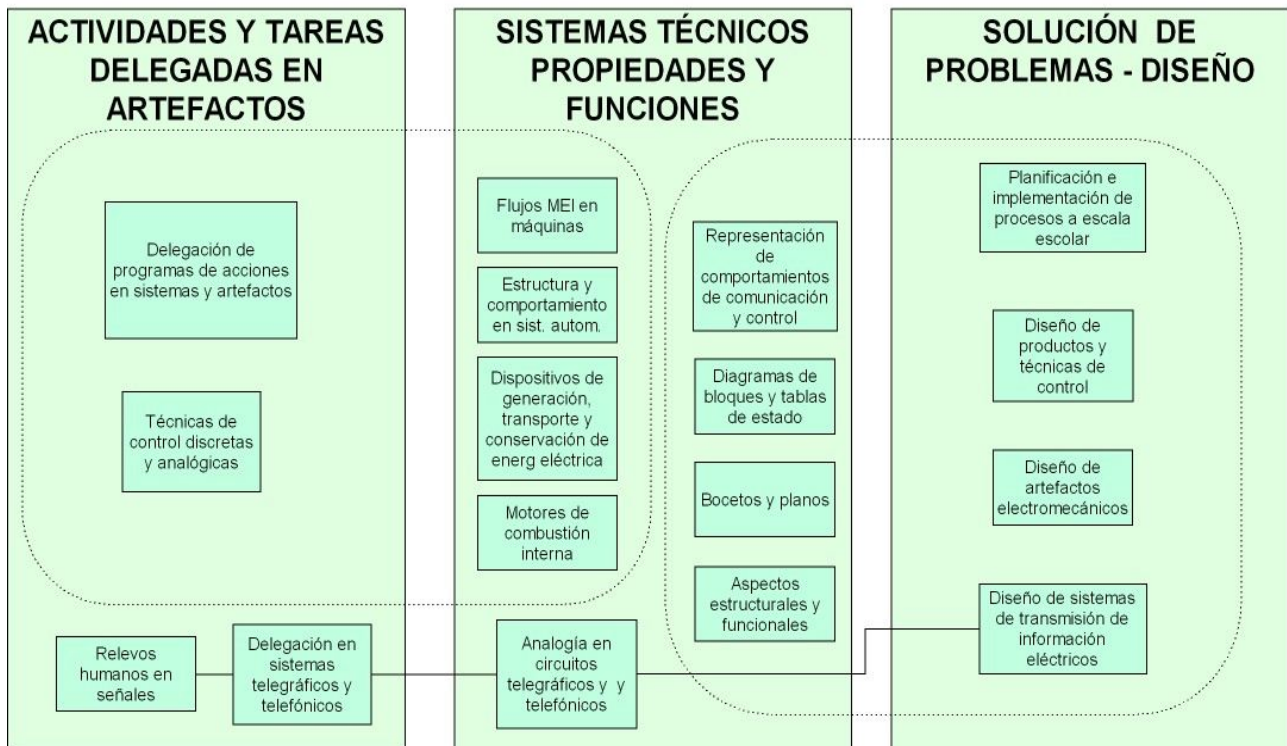 ACTIVIDADES Y TAREAS
DELEGADAS EN
ARTEFACTOS
Delegación de
programas de acciones
en sistemas y artefactos
Técnicas de
control discretas
y analógicas
Relevos
humanos en
señales
Delegación en
sistemas
telegráficos y
telefónicos
SISTEMAS TÉCNICOS
PROPIEDADES Y
FUNCIONES
Flujos MEI en
máquinas
Estructura y
comportamiento
en sist. autom.
Dispositivos de
generación,
transporte y
conservación de
energ eléctrica
Motores de
combustión
interna
Analogía en
circuitos
telegráficos y y
telefónicos
Representación
de
comportamientos
de comunicación
y control
Diagramas de
bloques y tablas
de estado
Bocetos y planos
Aspectos
estructurales y
funcionales
SOLUCIÓN DE
PROBLEMAS - DISEÑO
Planificación e
implementación de
procesos a escala
escolar
Diseño de
productos y
técnicas de
control
Diseño de
artefactos
electromecánicos
Diseño de sistemas
de transmisión de
información
eléctricos